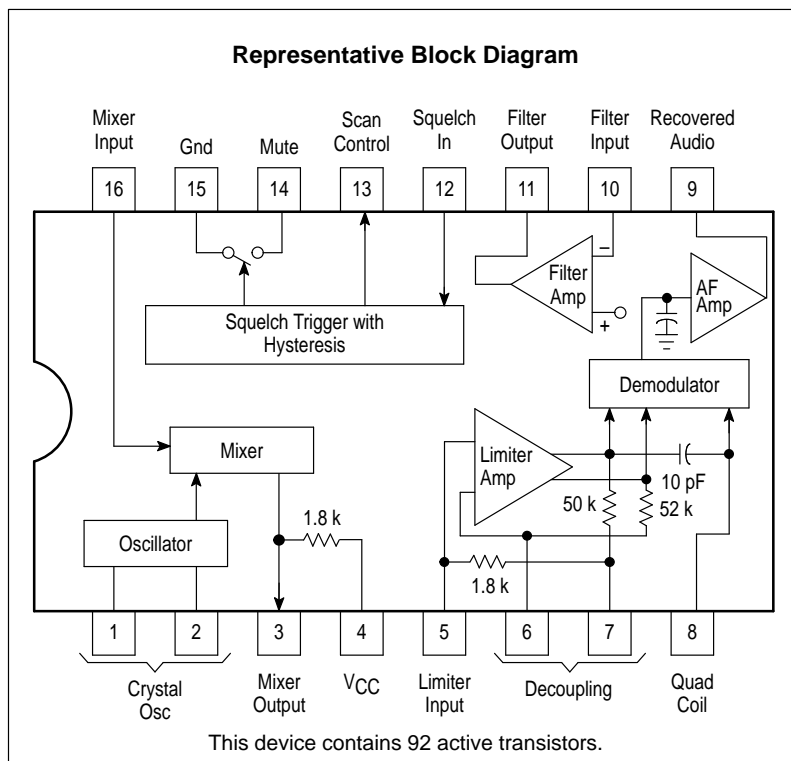 Representative Block Diagram
Mixer
Input
Gnd
Mute
Scan
Control
Squelch
In
Filter
Output
Filter
Input
Recovered
Audio
16
15
14
13
12
11
10
9
Filter
Amp
–
+
AF
Amp
Squelch Trigger with
Hysteresis
Demodulator
Mixer
Limiter
Amp
10 pF
50 k
52 k
1.8 k
Oscillator
1.8 k
1
2
3
4
5
6
7
8
Crystal
Osc
Mixer
Output
VCC
Limiter
Input
Decoupling
Quad
Coil
This device contains 92 active transistors.